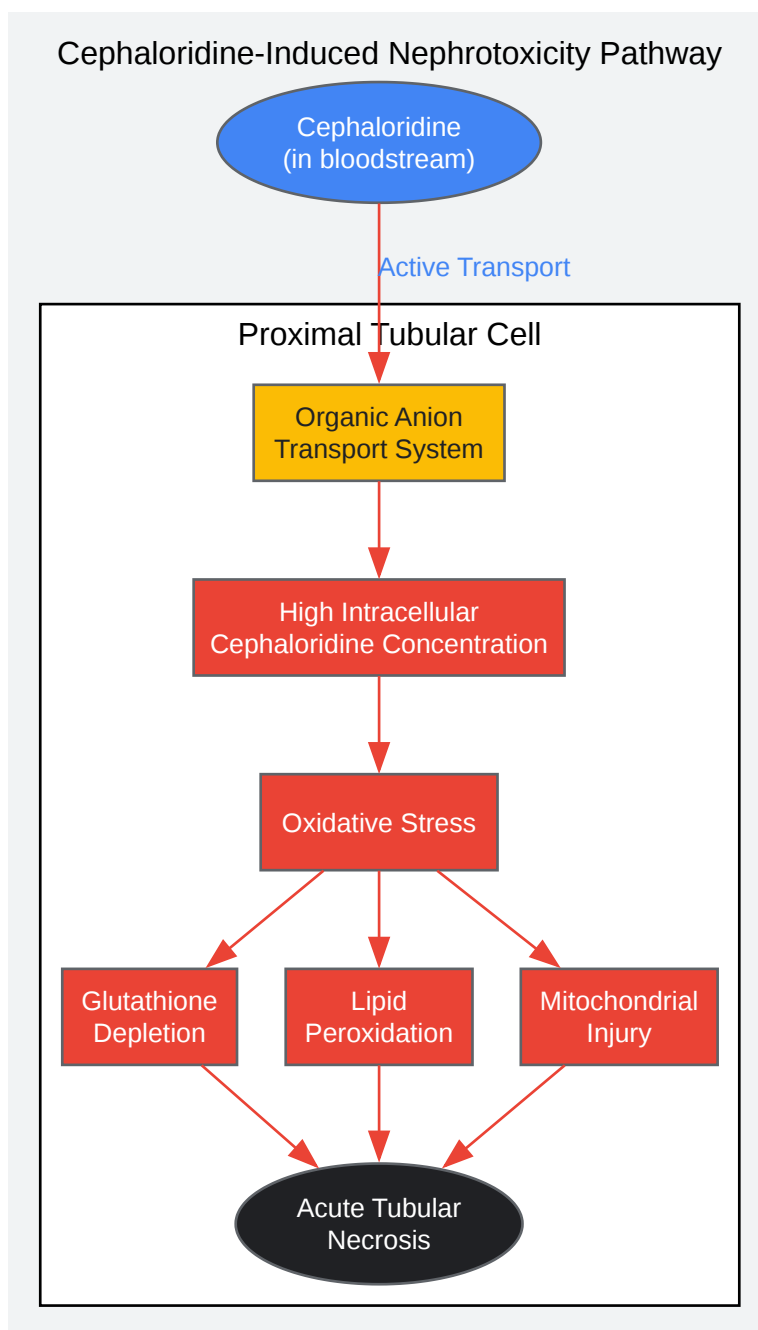 Cephaloridine-Induced Nephrotoxicity Pathway
Cephaloridine
(in bloodstream)
Active Transport
Proximal Tubular Cell
Organic Anion
Transport System
High Intracellular
Cephaloridine Concentration
Oxidative Stress
Glutathione
Depletion
Lipid
Peroxidation
Mitochondrial
Injury
Acute Tubular
Necrosis